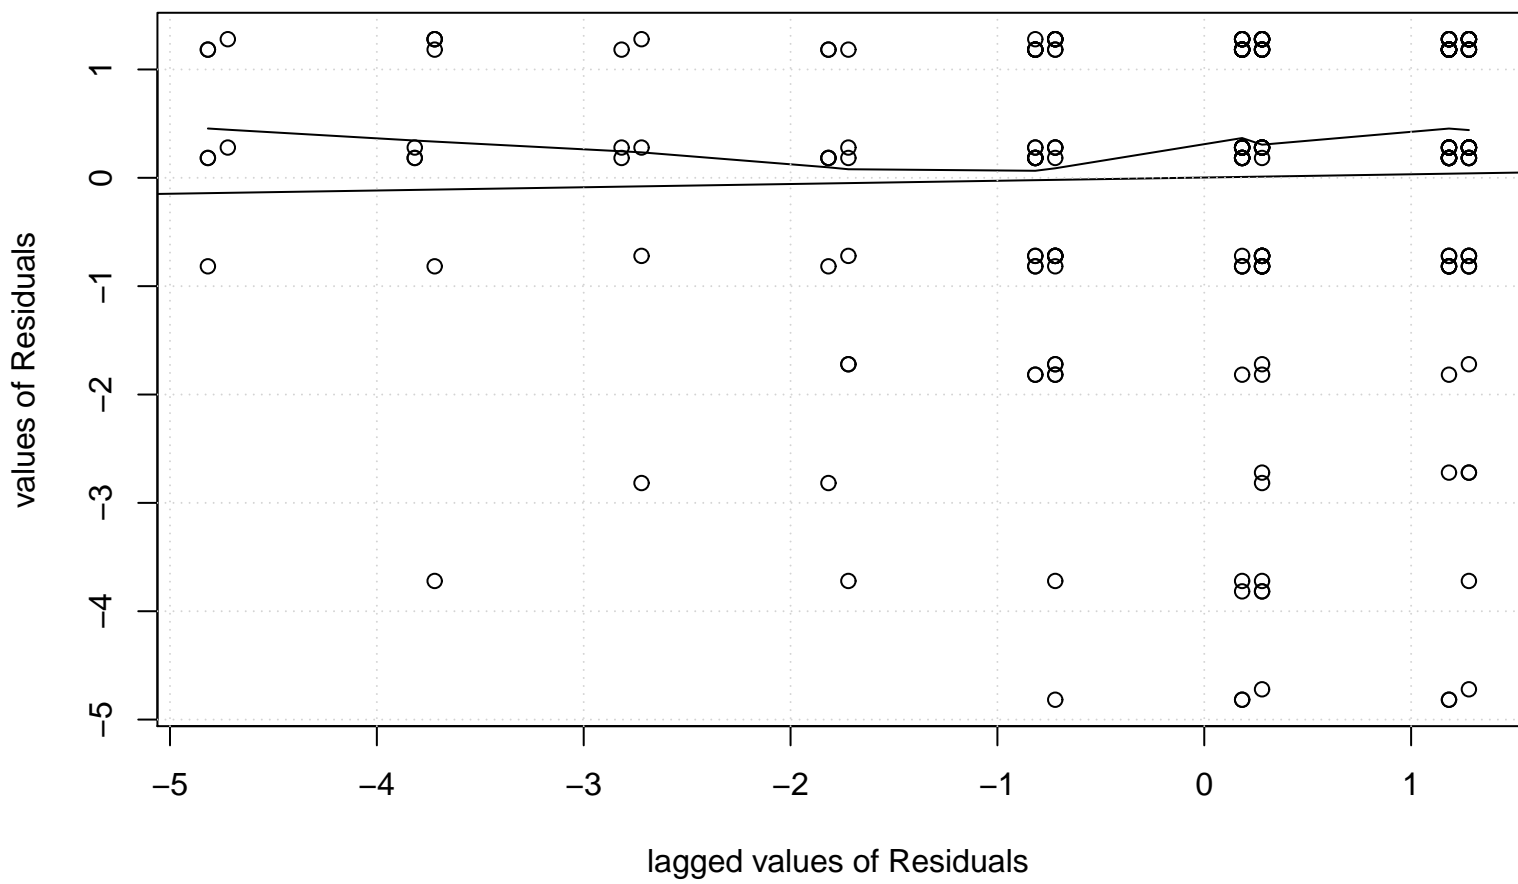 values of Residuals
1
0
−1
−2
−3
−4
−5
−5 −4 −3 −2 −1 0 1
lagged values of Residuals